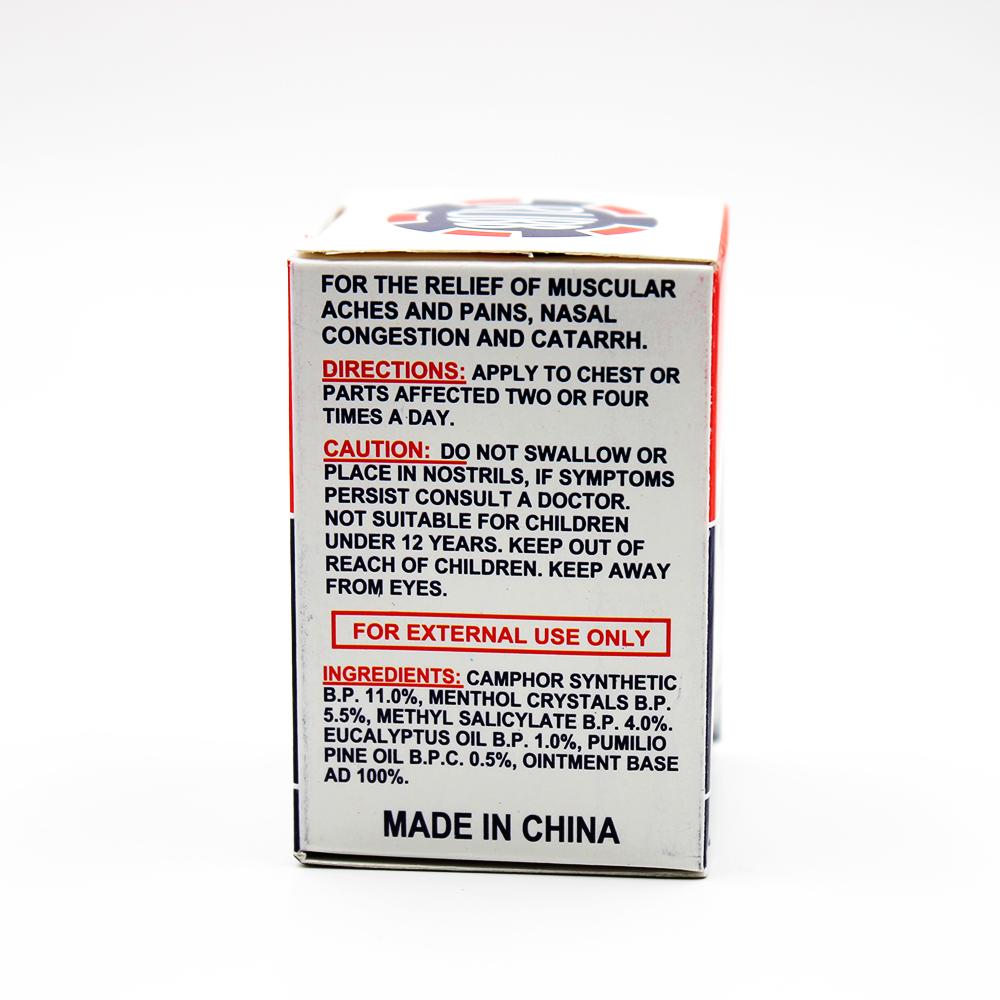 FOR THE RELIEF OF MUSCULAR
ACHES AND PAINS, NASAL
CONGESTION AND CATARRH.
DIRECTIONS: APPLY TO CHEST OR
PARTS AFFECTED TWO OR FOUR
TIMES A DAY.
CAUTION: DO NOT SWALLOW OR
PLACE IN NOSTRILS, IF SYMPTOMS
PERSIST CONSULT A DOCTOR.
NOT SUITABLE FOR CHILDREN
UNDER 12 YEARS. KEEP OUT OF
REACH OF CHILDREN. KEEP AWAY
FROM EYES.
FOR EXTERNAL USE ONLY
INGREDIENTS: CAMPHOR SYNTHETIC
B.P. 11.0%, MENTHOL CRYSTALS B.P.
5.5%, METHYL SALICYLATE B.P. 4.0%.
EUCALYPTUS OIL B.P. 1.0%, PUMILIO
PINE OIL B.P.C. 0.5%, OINTMENT BASE
AD 100%.
MADE IN CHINA